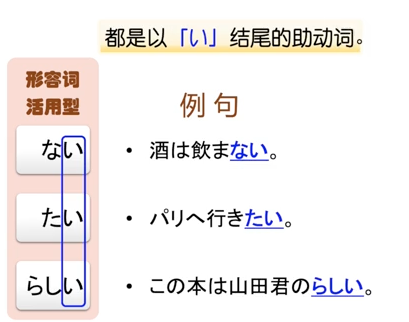 都是以「い」结尾的助动词。
形容词
活用型
例句
ない
• 酒は飲まない。
たい
• パリへ行きたい。
らしい
• この本は山田君のらしい。